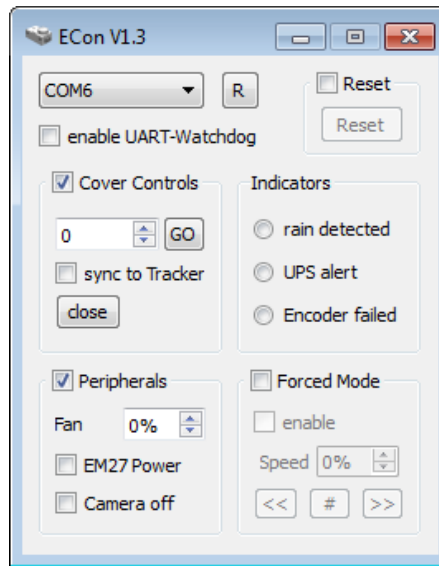 ECon V1.3
COM6 R
Reset
Reset
enable UART-Watchdog
Cover Controls
0 GO
sync to Tracker
close
Indicators
rain detected
UPS alert
Encoder failed
Peripherals
Fan 0%
EM27 Power
Camera off
Forced Mode
enable
Speed 0%
<< # >>